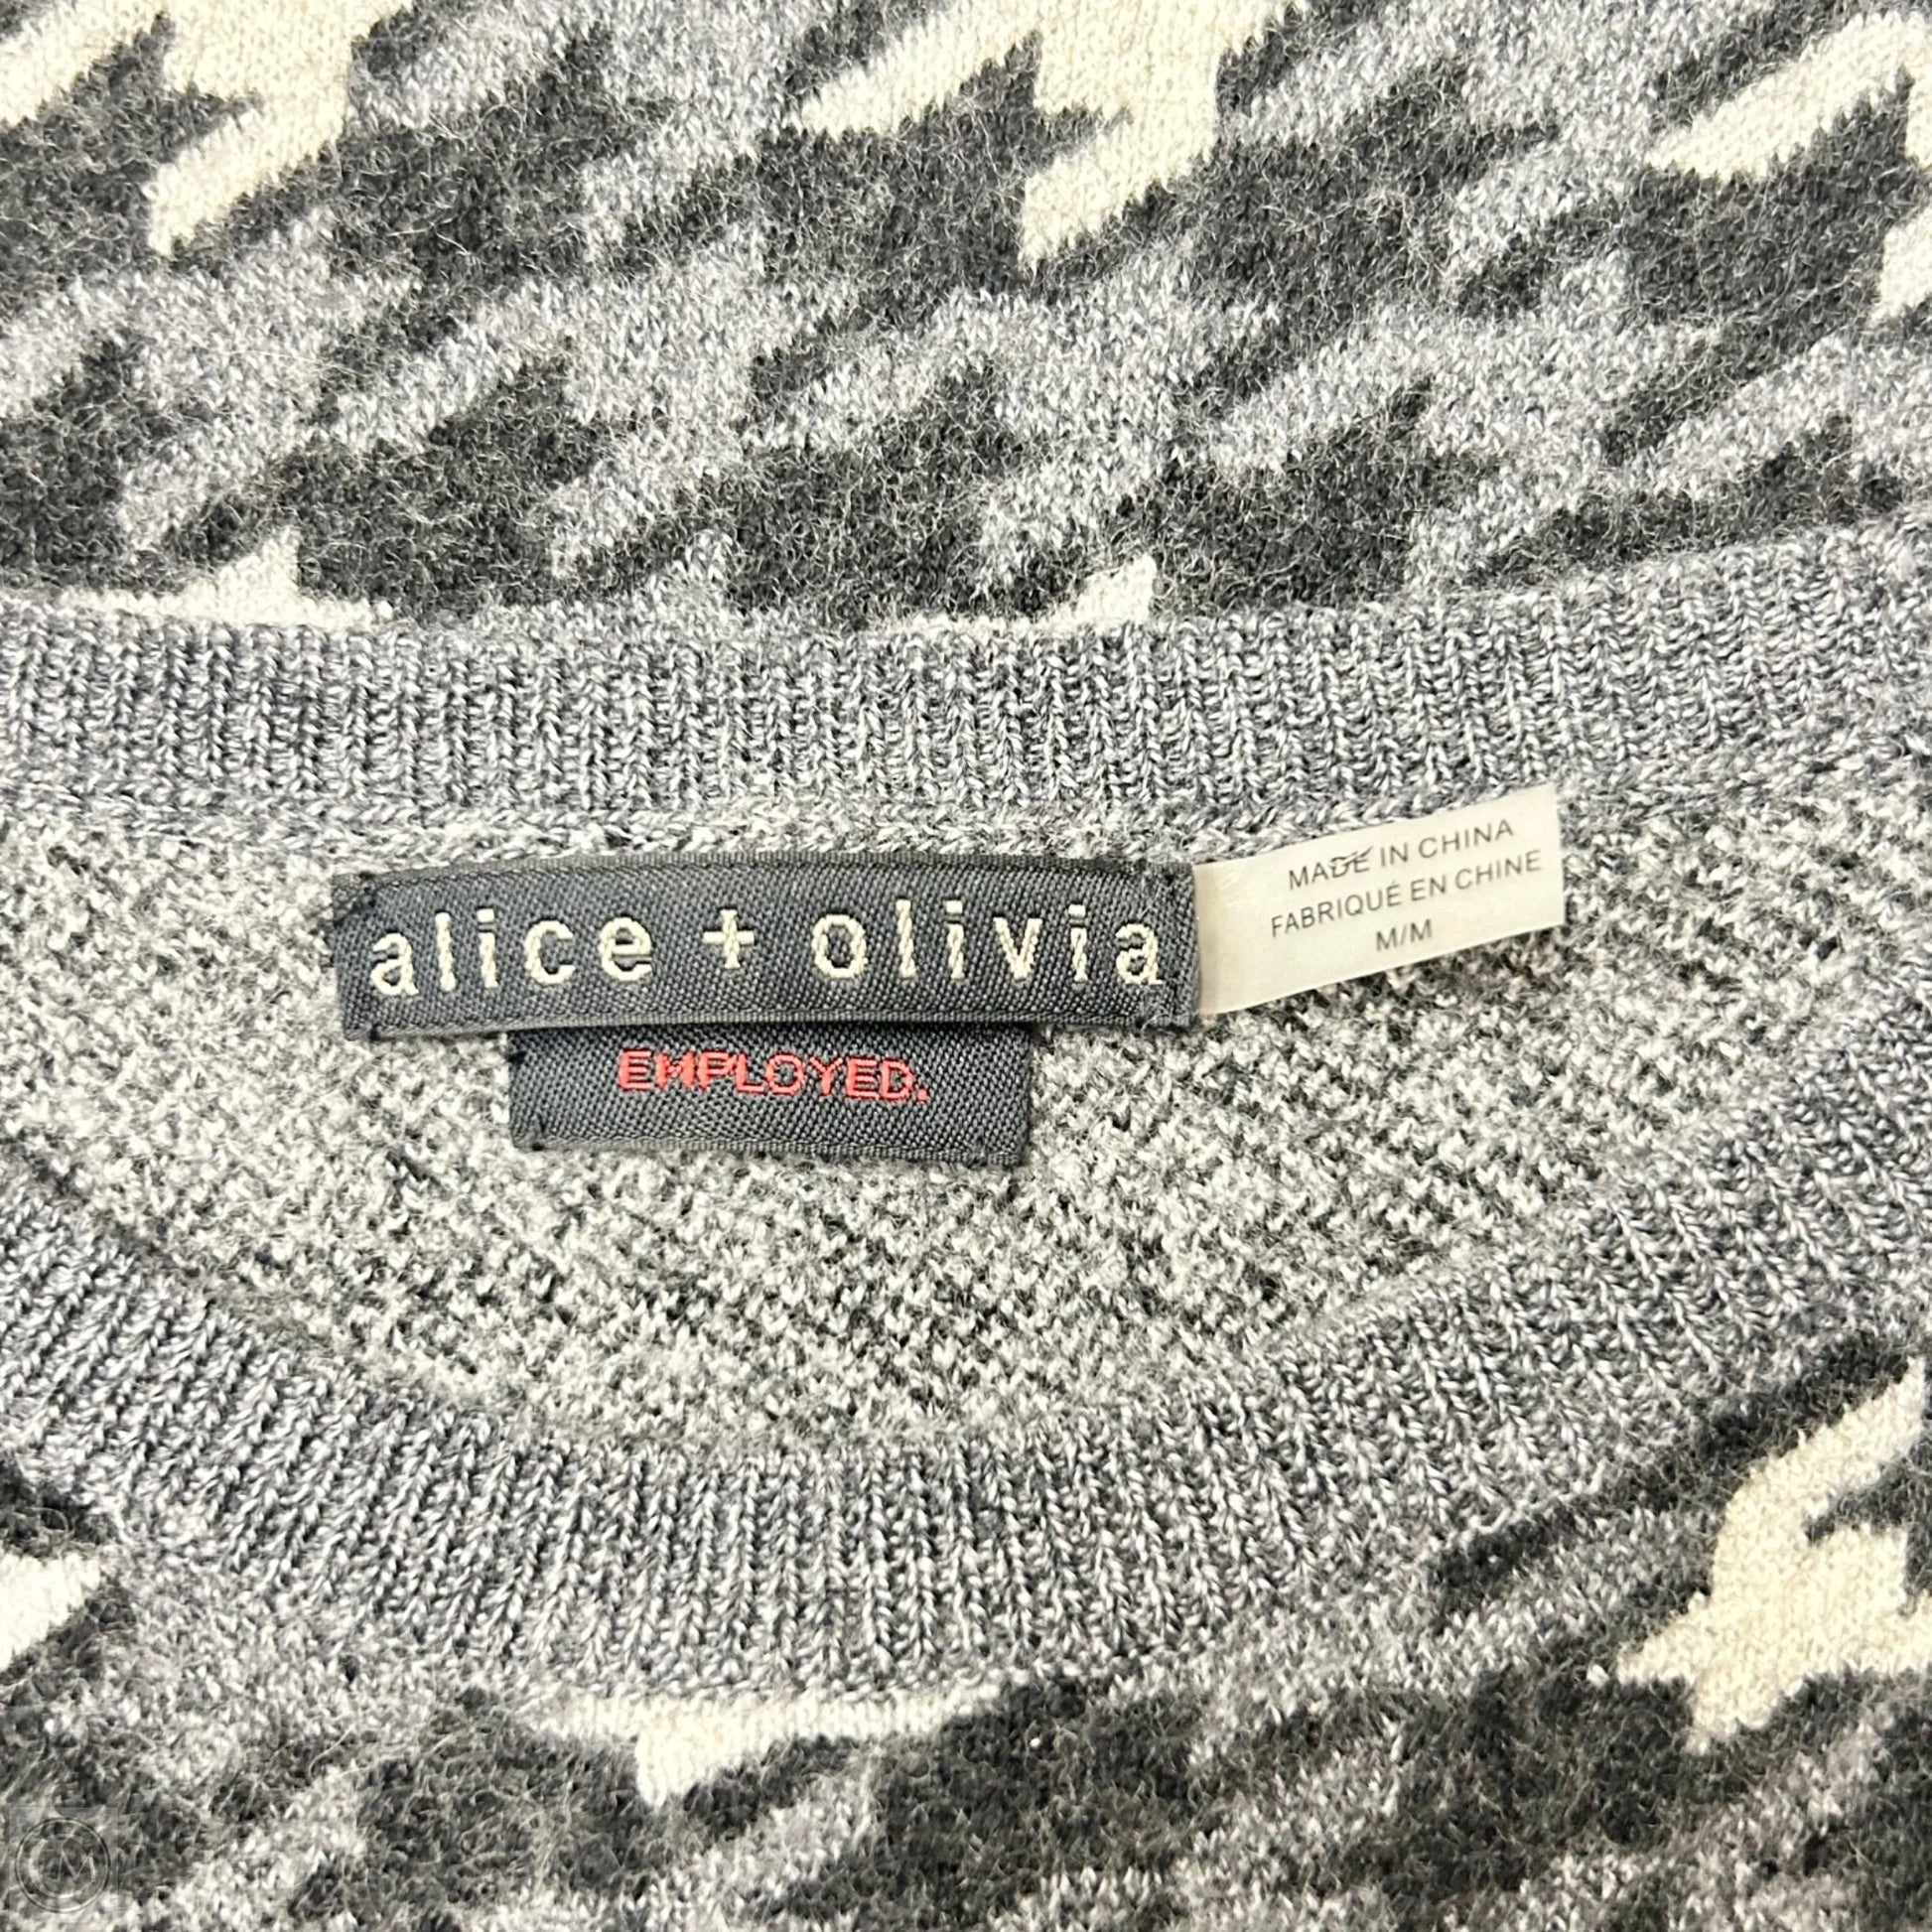 alice + olivia
EMPLOYED.
MADE IN CHINA
FABRIQUÉ EN CHINE
M/M